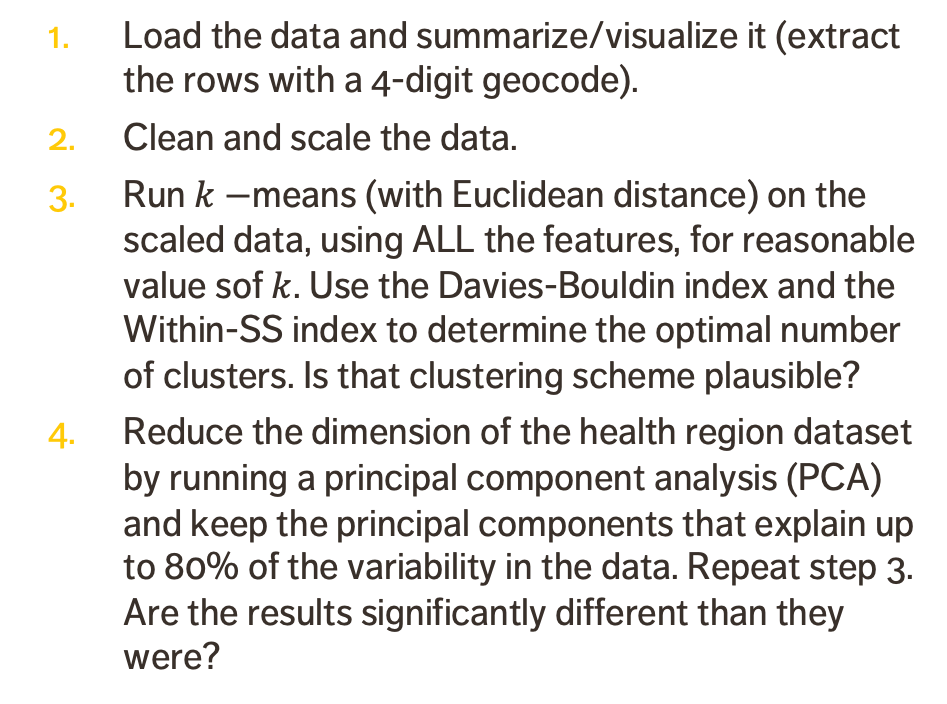 1. Load the data and summarize/visualize it (extract
the rows with a 4-digit geocode).
2. Clean and scale the data.
3. Run k –means (with Euclidean distance) on the
scaled data, using ALL the features, for reasonable
value sof k. Use the Davies-Bouldin index and the
Within-SS index to determine the optimal number
of clusters. Is that clustering scheme plausible?
4. Reduce the dimension of the health region dataset
by running a principal component analysis (PCA)
and keep the principal components that explain up
to 80% of the variability in the data. Repeat step 3.
Are the results significantly different than they
were?